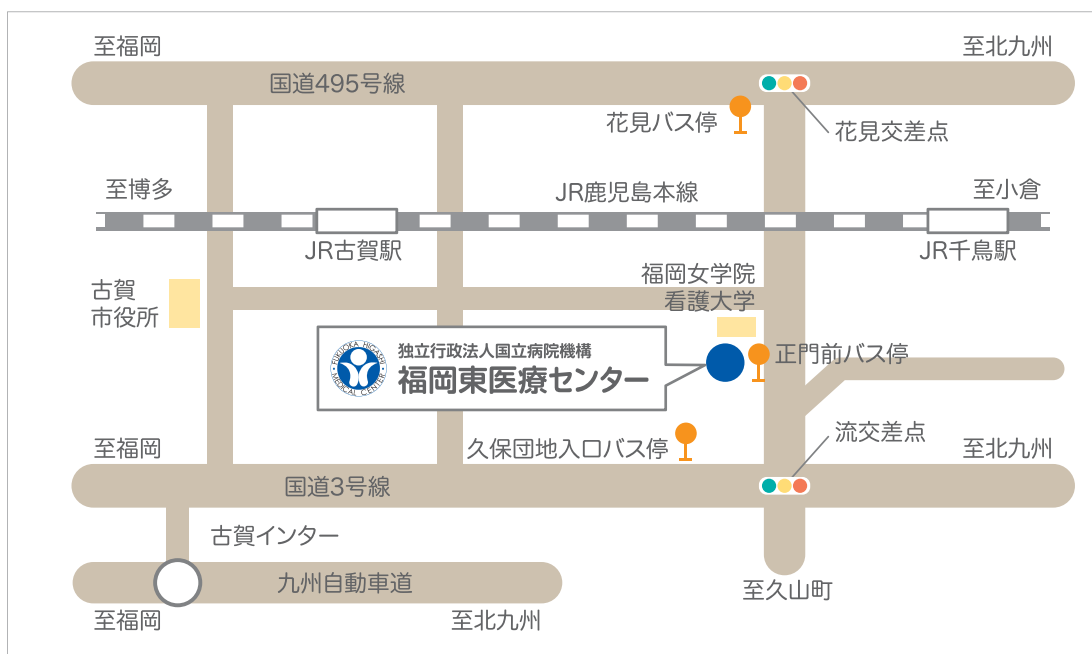 至福岡
至北九州
国道495号線
花見バス停
花見交差点
至博多
JR鹿児島本線
至小倉
JR古賀駅
JR千鳥駅
古賀
市役所
福岡女学院
看護大学
FUKUOKA HIGASHI
MEDICAL CENTER
独立行政法人国立病院機構
福岡東医療センター
正門前バス停
流交差点
至福岡
久保団地入口バス停
至北九州
国道3号線
古賀インター
九州自動車道
至久山町
至福岡
至北九州